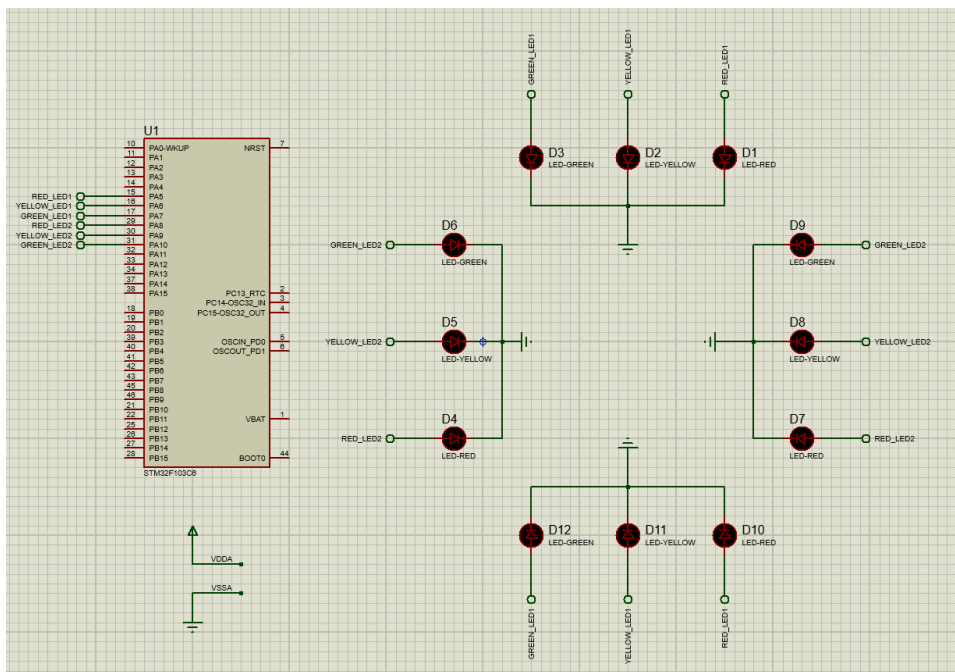 U1
10 PA0-WKUP NRST 7
11 PA1
12 PA2
13 PA3
14 PA4
RED_LED1 15 PA5
YELLOW_LED1 16 PA6
GREEN_LED1 17 PA7
RED_LED2 29 PA8
YELLOW_LED2 30 PA9
GREEN_LED2 31 PA10
32 PA11
33 PA12
34 PA13
37 PA14
38 PA15
PC13_RTC 2
PC14-OSC32_IN 3
PC15-OSC32_OUT 4
18 PB0
19 PB1
20 PB2
39 PB3
40 PB4
41 PB5
42 PB6
43 PB7
45 PB8
46 PB9
21 PB10
22 PB11
25 PB12
26 PB13
27 PB14
28 PB15
OSCIN_PD0 5
OSCOUT_PD1 6
VBAT 1
BOOT0 44
STM32F103C6
VDDA
VSSA
GREEN_LED1
YELLOW_LED1
RED_LED1
D3
LED-GREEN
D2
LED-YELLOW
D1
LED-RED
GREEN_LED2
D6
LED-GREEN
YELLOW_LED2
D5
LED-YELLOW
RED_LED2
D4
LED-RED
D9
LED-GREEN
GREEN_LED2
D8
LED-YELLOW
YELLOW_LED2
D7
LED-RED
RED_LED2
D12
LED-GREEN
D11
LED-YELLOW
D10
LED-RED
GREEN_LED1
YELLOW_LED1
RED_LED1